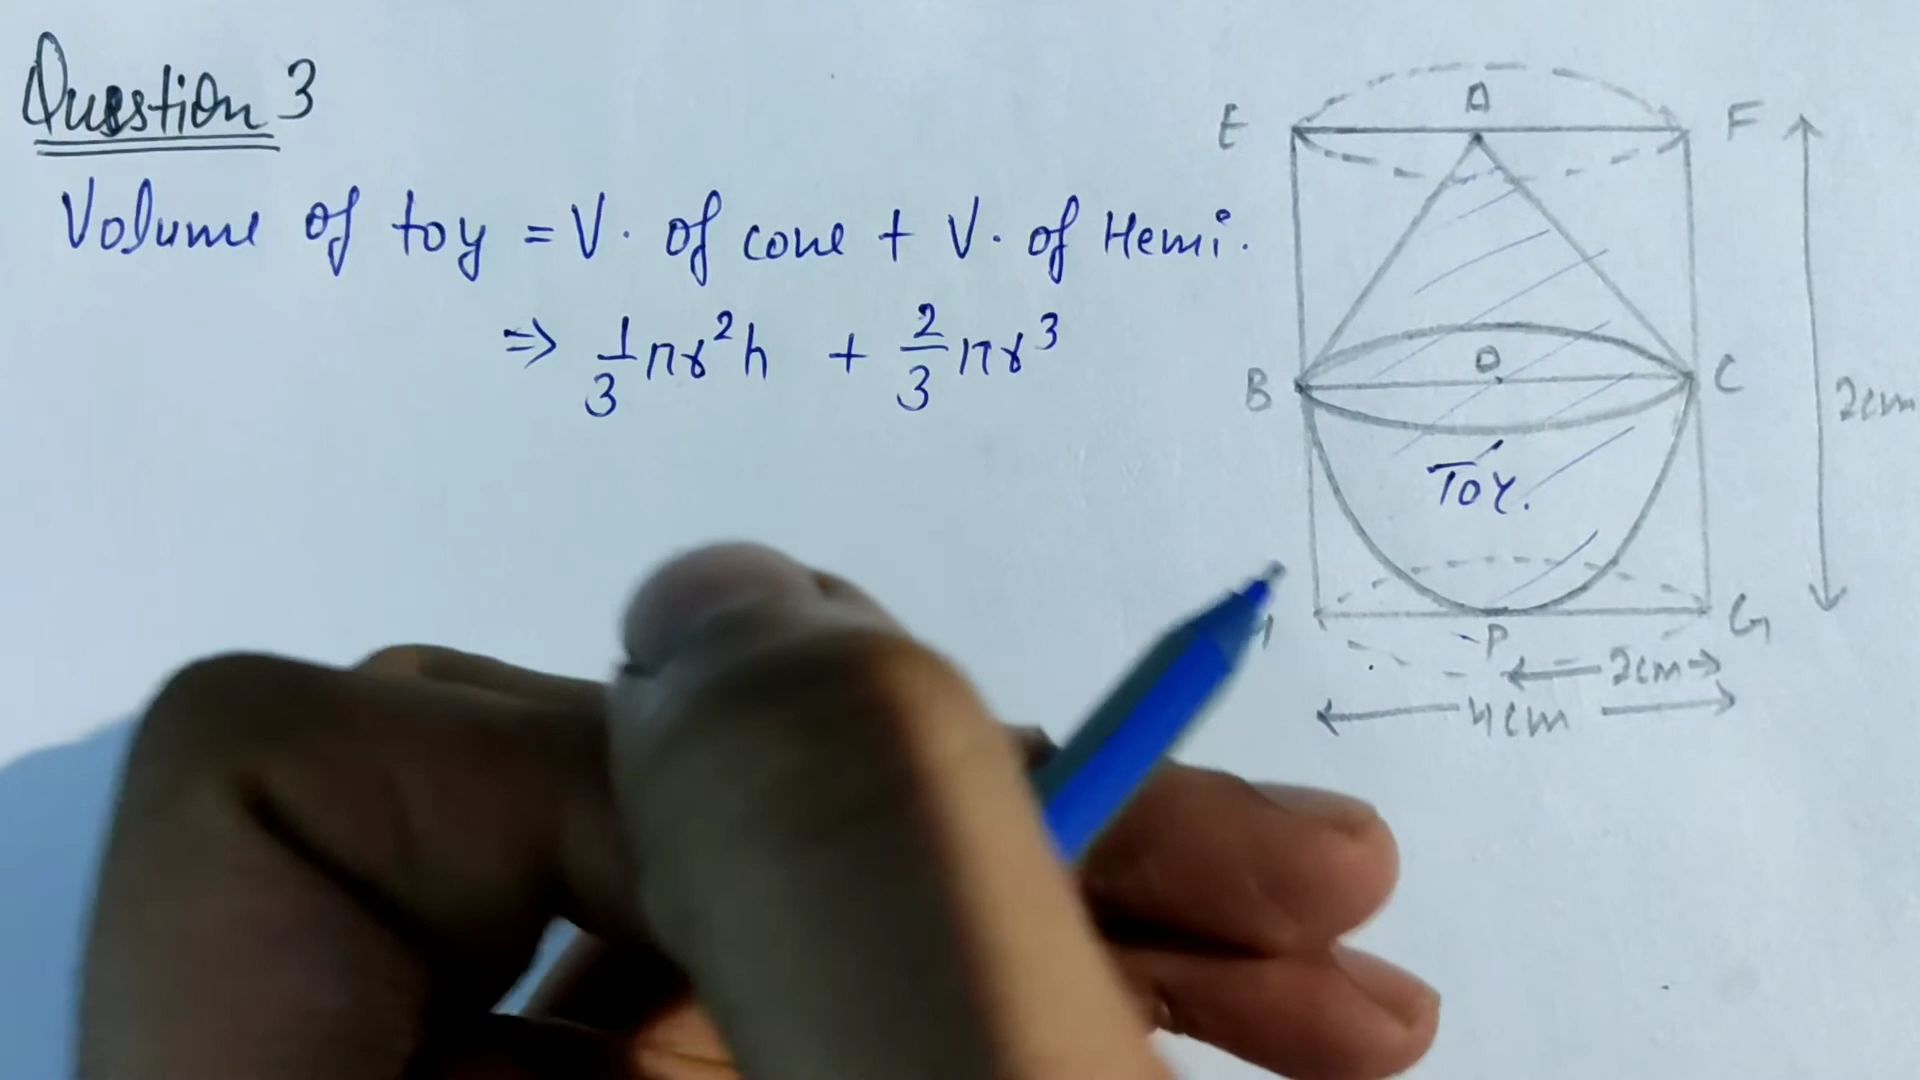 Question 3
Volume of toy = V. of cone + V. of Hemi.
⇒ 1/3 πr²h + 2/3 πr³
A
E F
O
B C
2cm
TOY.
G
P
2cm
4cm